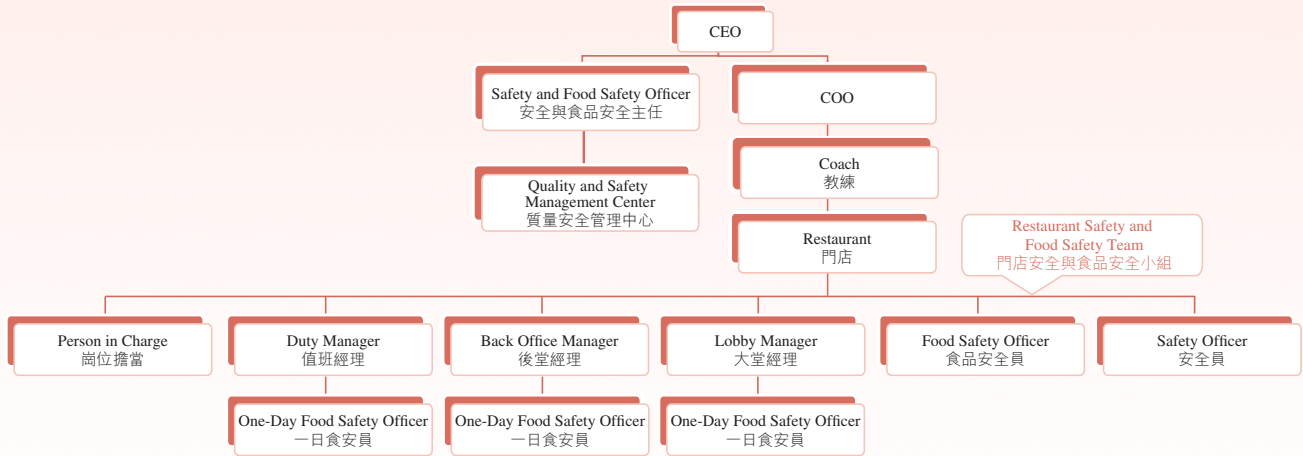 CEO
Safety and Food Safety Officer
安全與食品安全主任
COO
Quality and Safety
Management Center
質量安全管理中心
Coach
教練
Restaurant
門店
Restaurant Safety and
Food Safety Team
門店安全與食品安全小組
Person in Charge
崗位擔當
Duty Manager
值班經理
Back Office Manager
後堂經理
Lobby Manager
大堂經理
Food Safety Officer
食品安全員
Safety Officer
安全員
One-Day Food Safety Officer
一日食安員
One-Day Food Safety Officer
一日食安員
One-Day Food Safety Officer
一日食安員